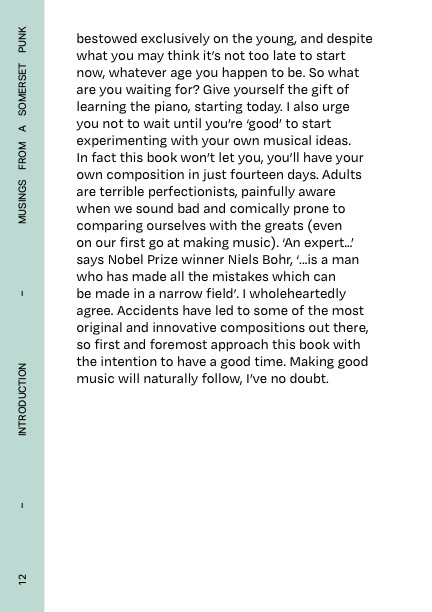 bestowed exclusively on the young, and despite
what you may think it’s not too late to start
now, whatever age you happen to be. So what
are you waiting for? Give yourself the gift of
learning the piano, starting today. I also urge
you not to wait until you’re ‘good’ to start
experimenting with your own musical ideas.
In fact this book won’t let you, you’ll have your
own composition in just fourteen days. Adults
are terrible perfectionists, painfully aware
when we sound bad and comically prone to
comparing ourselves with the greats (even
on our first go at making music). ‘An expert...’
says Nobel Prize winner Niels Bohr, ‘...is a man
who has made all the mistakes which can
be made in a narrow field’. I wholeheartedly
agree. Accidents have led to some of the most
original and innovative compositions out there,
so first and foremost approach this book with
the intention to have a good time. Making good
music will naturally follow, I’ve no doubt.
12 – INTRODUCTION – MUSINGS FROM A SOMERSET PUNK